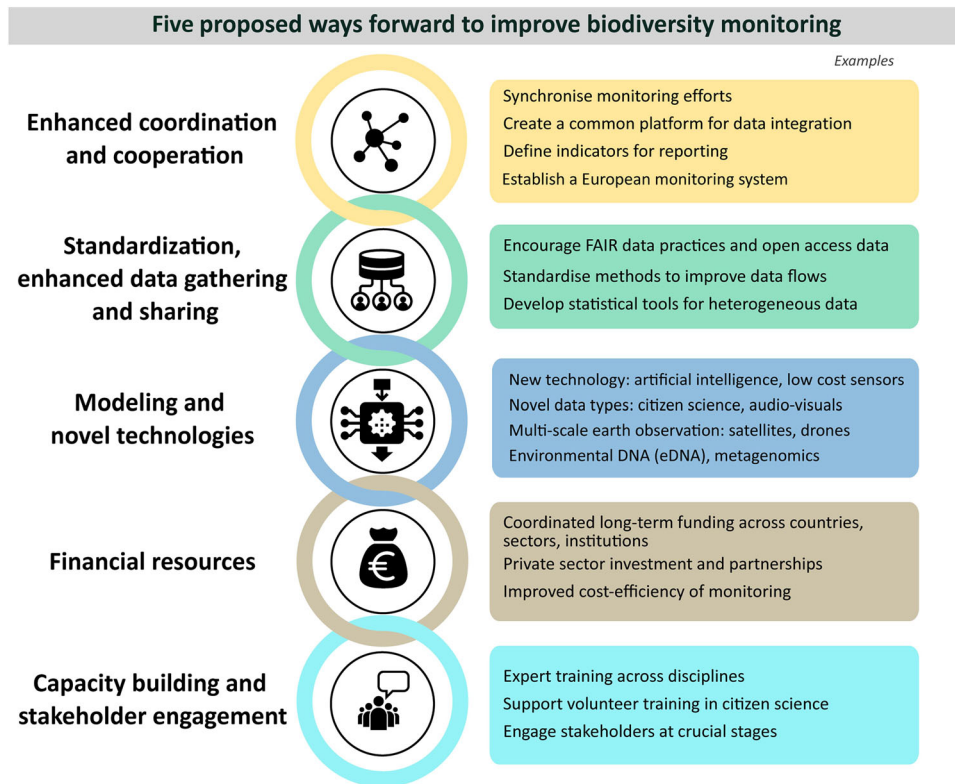 Five proposed ways forward to improve biodiversity monitoring
Examples
Enhanced coordination
and cooperation
Synchronise monitoring efforts
Create a common platform for data integration
Define indicators for reporting
Establish a European monitoring system
Standardization,
enhanced data gathering
and sharing
Encourage FAIR data practices and open access data
Standardise methods to improve data flows
Develop statistical tools for heterogeneous data
Modeling and
novel technologies
New technology: artificial intelligence, low cost sensors
Novel data types: citizen science, audio-visuals
Multi-scale earth observation: satellites, drones
Environmental DNA (eDNA), metagenomics
Financial resources
€
Coordinated long-term funding across countries,
sectors, institutions
Private sector investment and partnerships
Improved cost-efficiency of monitoring
Capacity building and
stakeholder engagement
Expert training across disciplines
Support volunteer training in citizen science
Engage stakeholders at crucial stages